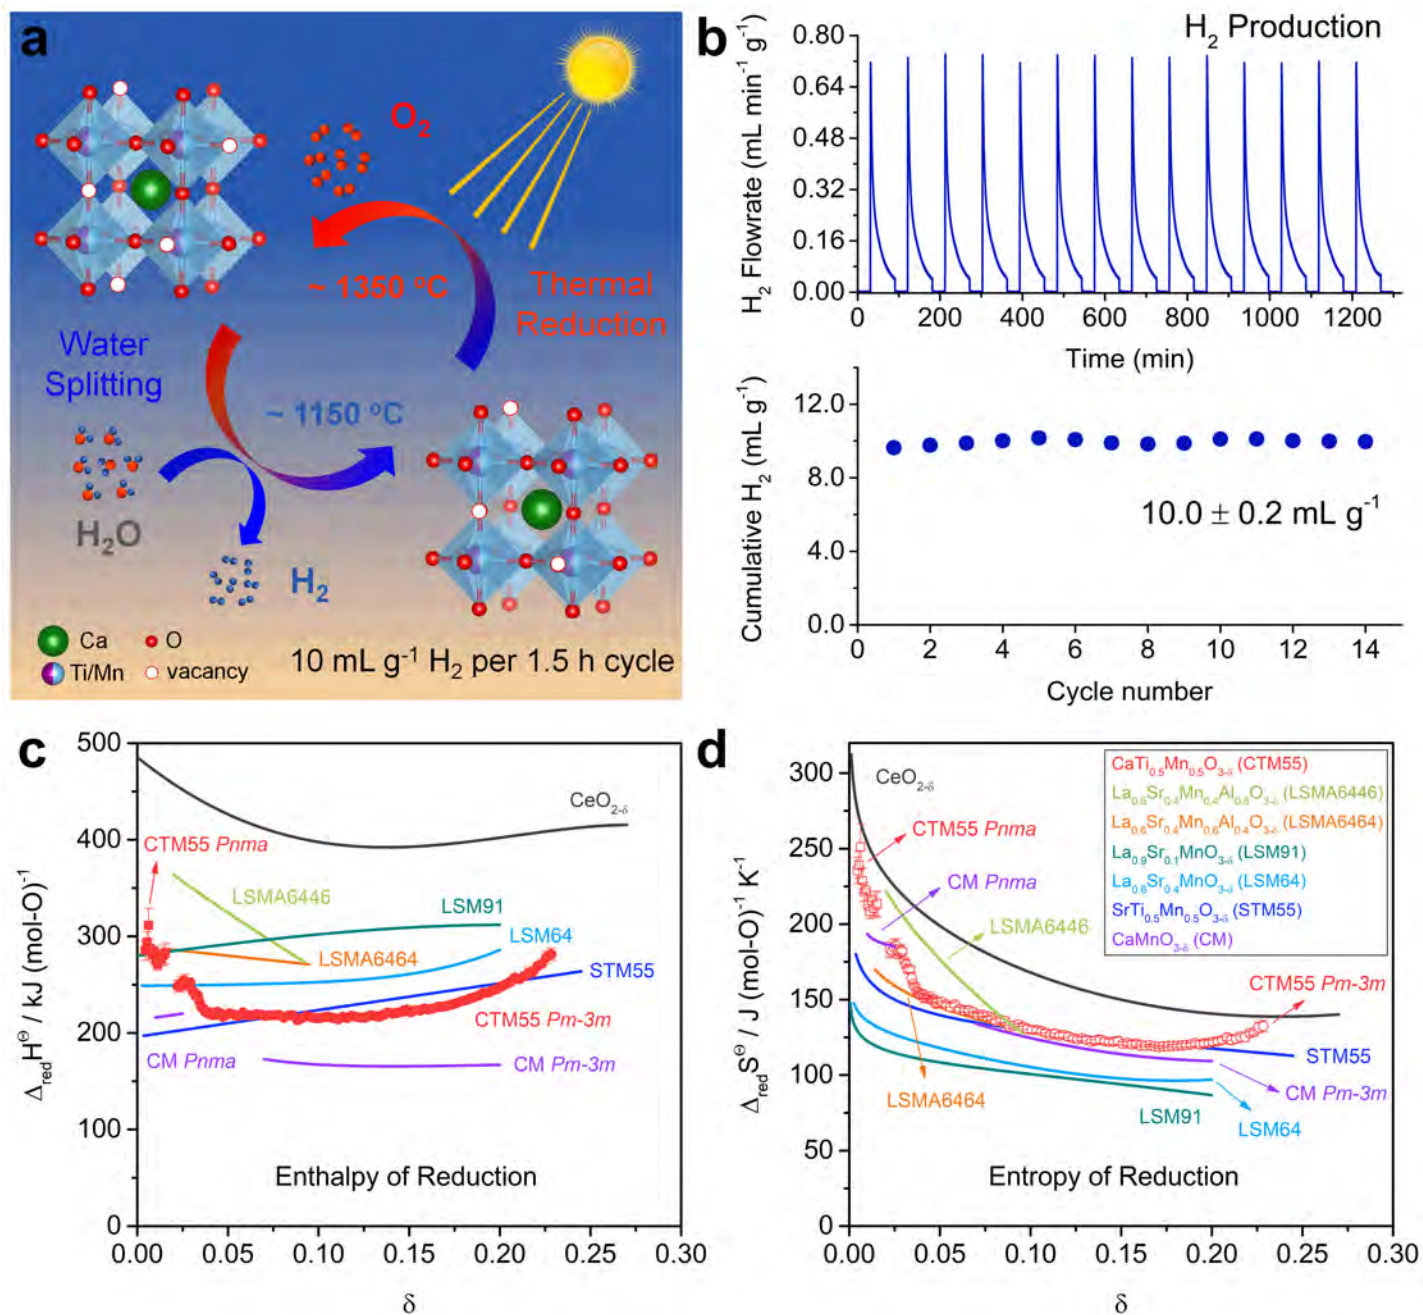 a
O₂
~ 1350 °C
Thermal
Reduction
Water
Splitting
~ 1150 °C
H₂O
H₂
Ca
O
Ti/Mn
vacancy
10 mL g⁻¹ H₂ per 1.5 h cycle
b
H₂ Production
H₂ Flowrate (mL min⁻¹ g⁻¹)
0.80
0.64
0.48
0.32
0.16
0.00
0 200 400 600 800 1000 1200
Time (min)
Cumulative H₂ (mL g⁻¹)
12.0
8.0
4.0
0.0
10.0 ± 0.2 mL g⁻¹
0 2 4 6 8 10 12 14
Cycle number
c
Δ_red H^Θ / kJ (mol-O)⁻¹
500
400
300
200
100
0
CeO₂₋δ
CTM55 Pnma
LSMA6446
LSM91
LSMA6464
LSM64
STM55
CTM55 Pm-3m
CM Pnma
CM Pm-3m
Enthalpy of Reduction
0.00 0.05 0.10 0.15 0.20 0.25 0.30
δ
d
Δ_red S^Θ / J (mol-O)⁻¹ K⁻¹
300
250
200
150
100
50
0
CeO₂₋δ
CaTi₀.₅Mn₀.₅O₃₋δ (CTM55)
La₀.₆Sr₀.₄Mn₀.₄Al₀.₆O₃₋δ (LSMA6446)
La₀.₆Sr₀.₄Mn₀.₆Al₀.₄O₃₋δ (LSMA6464)
La₀.₉Sr₀.₁MnO₃₋δ (LSM91)
La₀.₆Sr₀.₄MnO₃₋δ (LSM64)
SrTi₀.₅Mn₀.₅O₃₋δ (STM55)
CaMnO₃₋δ (CM)
CTM55 Pnma
CM Pnma
LSMA6446
CTM55 Pm-3m
STM55
LSMA6464
CM Pm-3m
LSM91
LSM64
Entropy of Reduction
0.00 0.05 0.10 0.15 0.20 0.25 0.30
δ